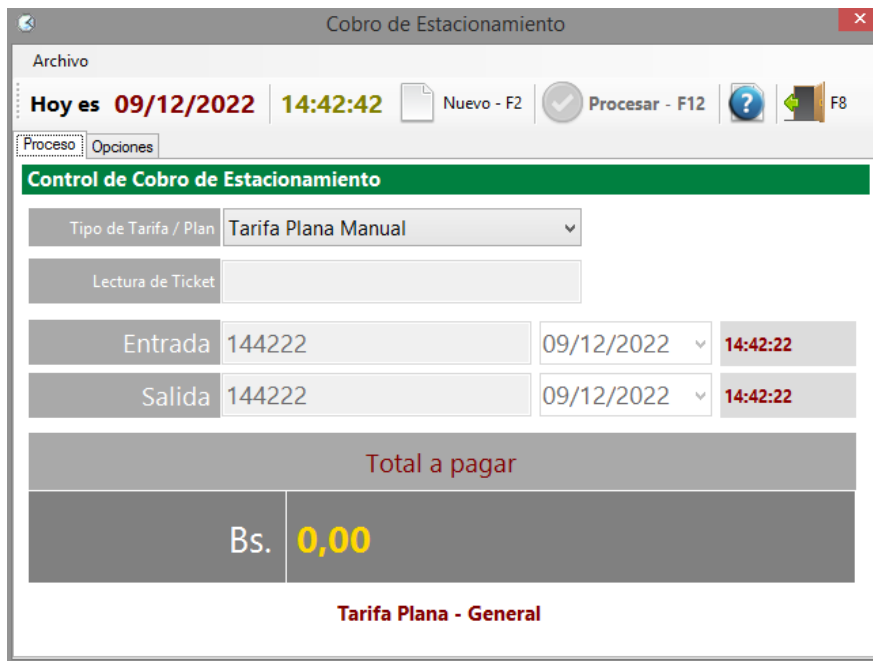 Cobro de Estacionamiento
Archivo
Hoy es 09/12/2022 14:42:42 Nuevo - F2 Procesar - F12 F8
Proceso Opciones
Control de Cobro de Estacionamiento
Tipo de Tarifa / Plan Tarifa Plana Manual
Lectura de Ticket
Entrada 144222 09/12/2022 14:42:22
Salida 144222 09/12/2022 14:42:22
Total a pagar
Bs. 0,00
Tarifa Plana - General